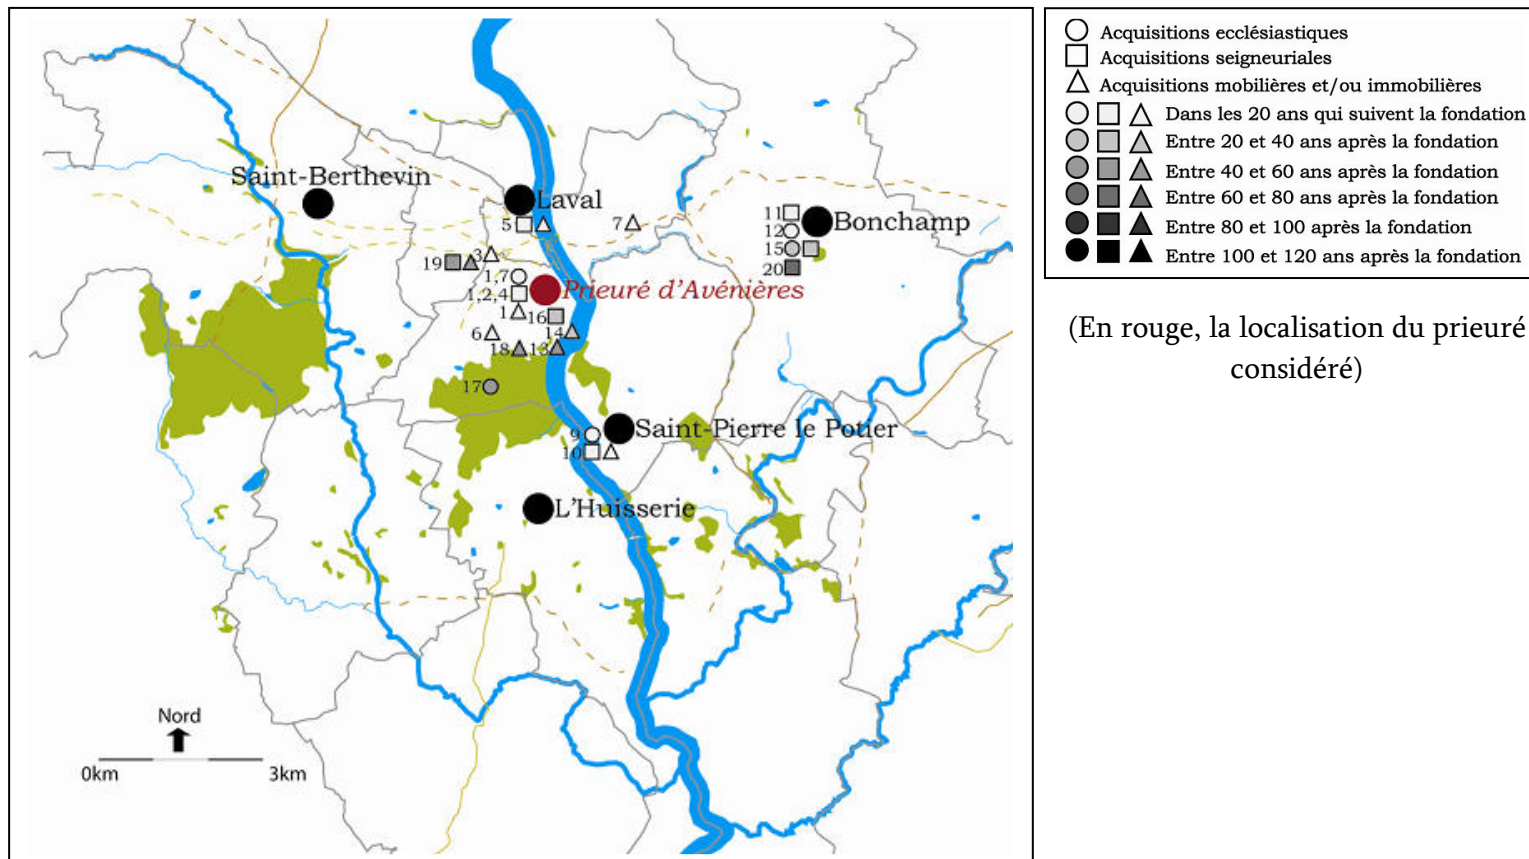 Saint-Berthevin
Laval
5
7
11
Bonchamp
12
15
20
3
19
1,7
Prieuré d'Avénières
1,2,4
1
16
14
6
18
13
17
Saint-Pierre le Potier
9
10
L'Huisserie
Nord
0km
3km
Acquisitions ecclésiastiques
Acquisitions seigneuriales
Acquisitions mobilières et/ou immobilières
Dans les 20 ans qui suivent la fondation
Entre 20 et 40 ans après la fondation
Entre 40 et 60 ans après la fondation
Entre 60 et 80 ans après la fondation
Entre 80 et 100 après la fondation
Entre 100 et 120 ans après la fondation
(En rouge, la localisation du prieuré
considéré)